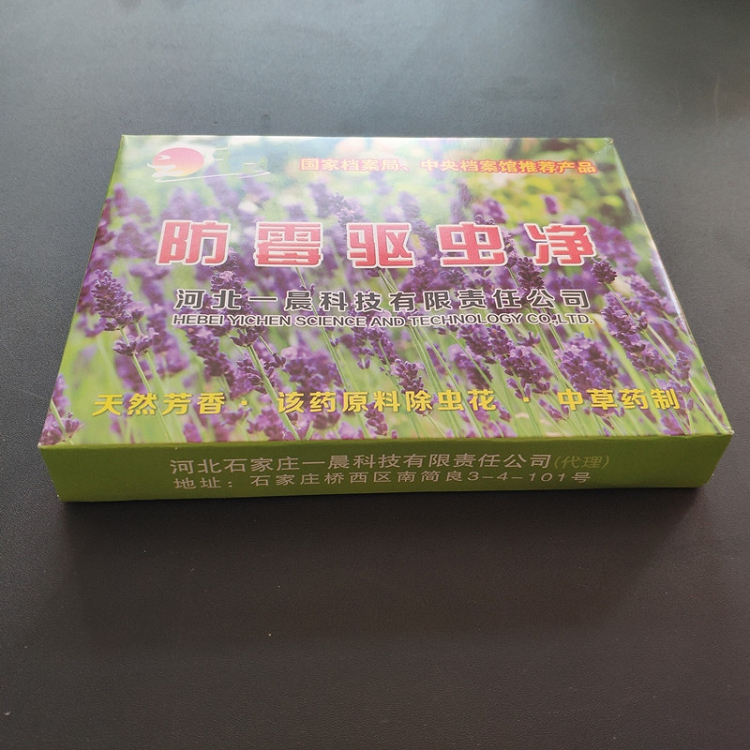 国家档案局、中央档案馆推荐产品
防霉驱虫净
河北一晨科技有限责任公司
HEBEI YICHEN SCIENCE AND TECHNOLOGY CO.,LTD.
天然芳香·该药原料除虫花·中草药制
河北石家庄一晨科技有限责任公司(代理)
地址：石家庄桥西区南简良3-4-101号